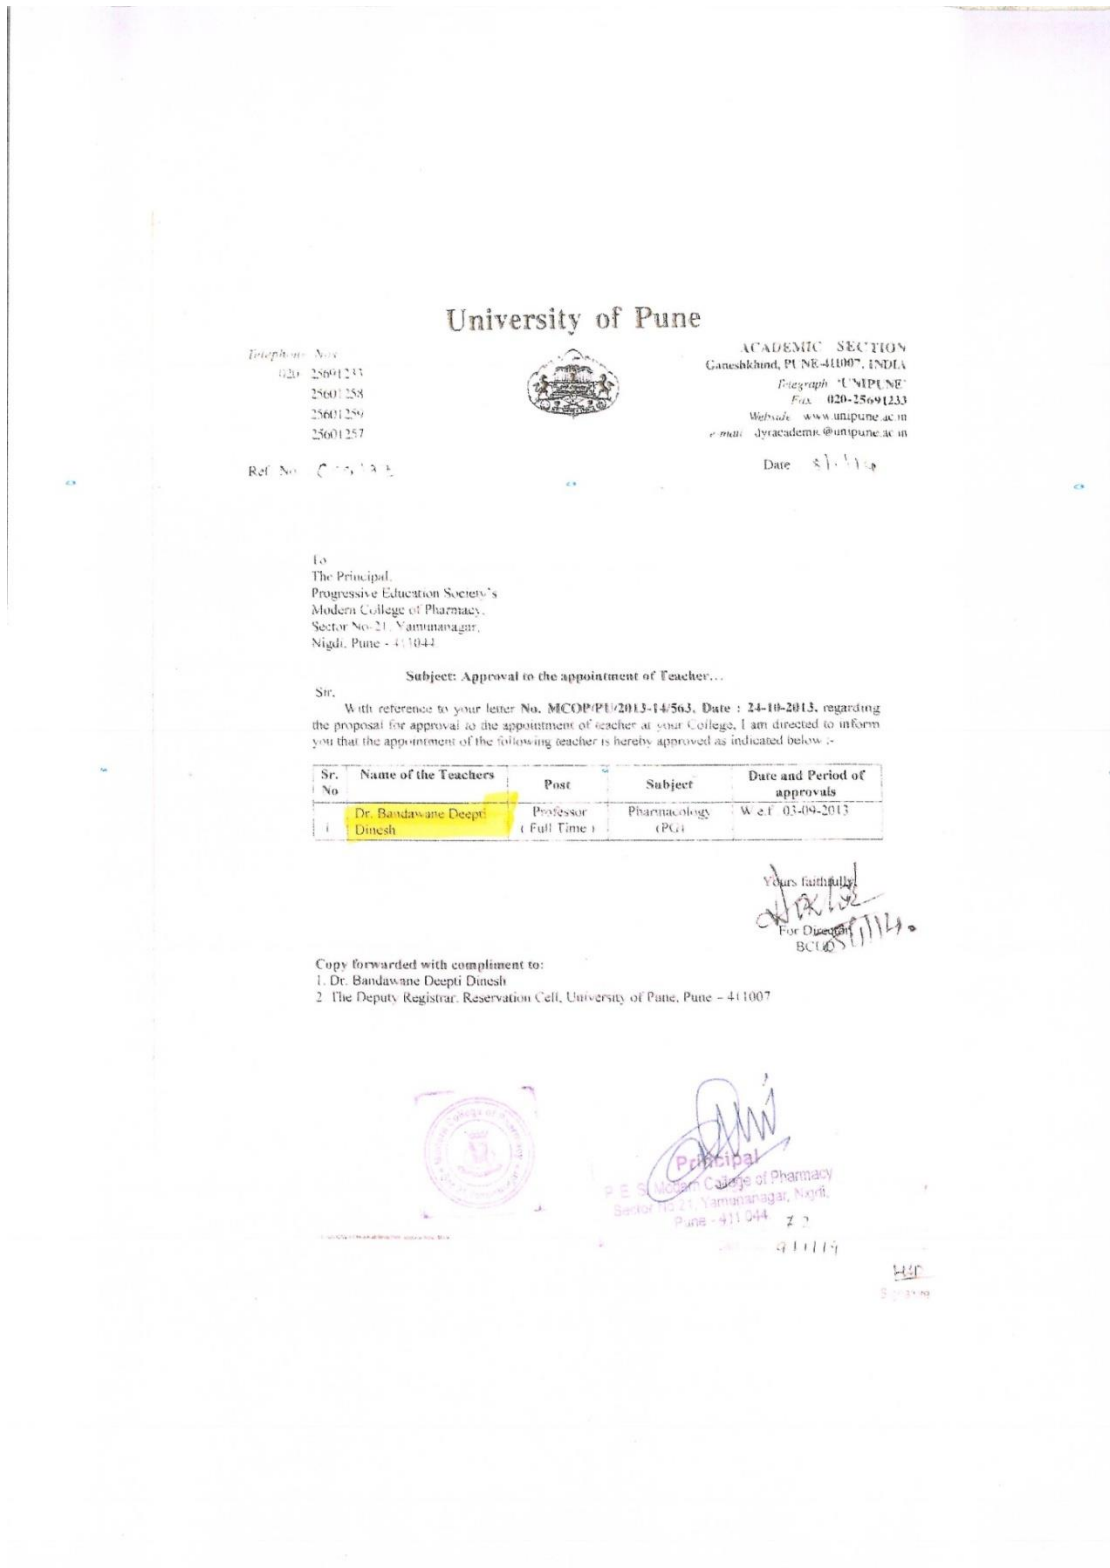 University of Pune
Telephone Nos
020 25601233
25601258
25601259
25601257
ACADEMIC SECTION
Ganeshkhind, PUNE-411007, INDIA
Telegraph 'UNIPUNE'
Fax 020-25691233
Website www.unipune.ac.in
e-mail dyracademic@unipune.ac.in
Ref. No.
Date
To
The Principal,
Progressive Education Society's
Modern College of Pharmacy,
Sector No-21, Yamunanagar,
Nigdi, Pune - 411044
Subject: Approval to the appointment of Teacher...
Sir,
With reference to your letter No. MCOP/PU/2013-14/563, Date : 24-10-2013, regarding
the proposal for approval to the appointment of teacher at your College, I am directed to inform
you that the appointment of the following teacher is hereby approved as indicated below :-
Sr. No Name of the Teachers Post Subject Date and Period of approvals
1 Dr. Bandawane Deepti Dinesh Professor ( Full Time ) Pharmacology (PG) W.e.f 03-09-2013
Yours faithfully
For Director
BCUD
Copy forwarded with compliment to:
1. Dr. Bandawane Deepti Dinesh
2 The Deputy Registrar, Reservation Cell, University of Pune, Pune – 411007
Modern College of Pharmacy
Principal
P. E. S. Modern College of Pharmacy
Sector No 21, Yamunanagar, Nigdi,
Pune - 411 044